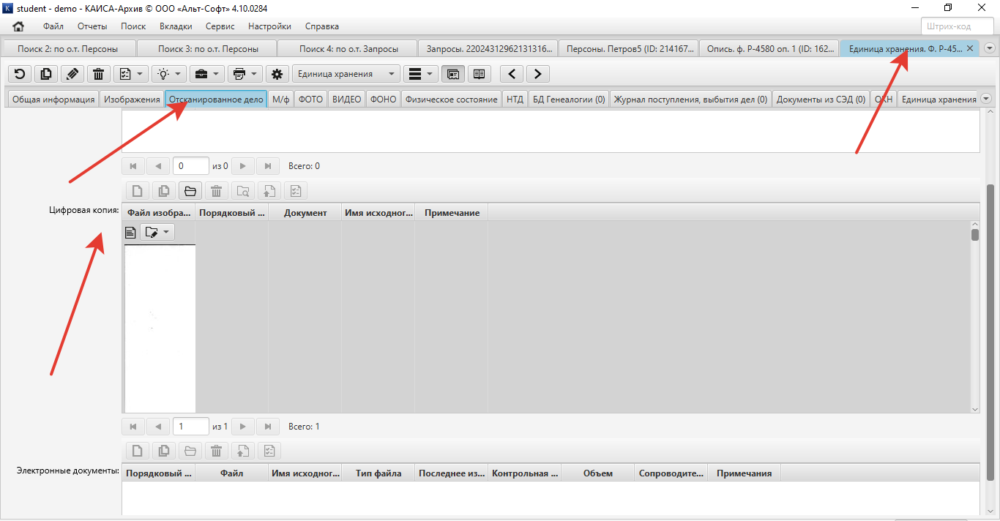 K student - demo - КАИСА-Архив © ООО «Альт-Софт» 4.10.0284
Файл Отчеты Поиск Вкладки Сервис Настройки Справка Штрих-код
Поиск 2: по о.т. Персоны Поиск 3: по о.т. Персоны Поиск 4: по о.т. Запросы Запросы. 22024312962131316... Персоны. Петров5 (ID: 214167... Опись. ф. Р-4580 оп. 1 (ID: 162... Единица хранения. Ф. Р-45...
Единица хранения
Общая информация Изображения Отсканированное дело М/ф ФОТО ВИДЕО ФОНО Физическое состояние НТД БД Генеалогии (0) Журнал поступления, выбытия дел (0) Документы из СЭД (0) ОКН Единица хранения
0 из 0 Всего: 0
Цифровая копия: Файл изобра... Порядковый ... Документ Имя исходног... Примечание
1 из 1 Всего: 1
Электронные документы: Порядковый ... Файл Имя исходног... Тип файла Последнее из... Контрольная ... Объем Сопроводите... Примечания